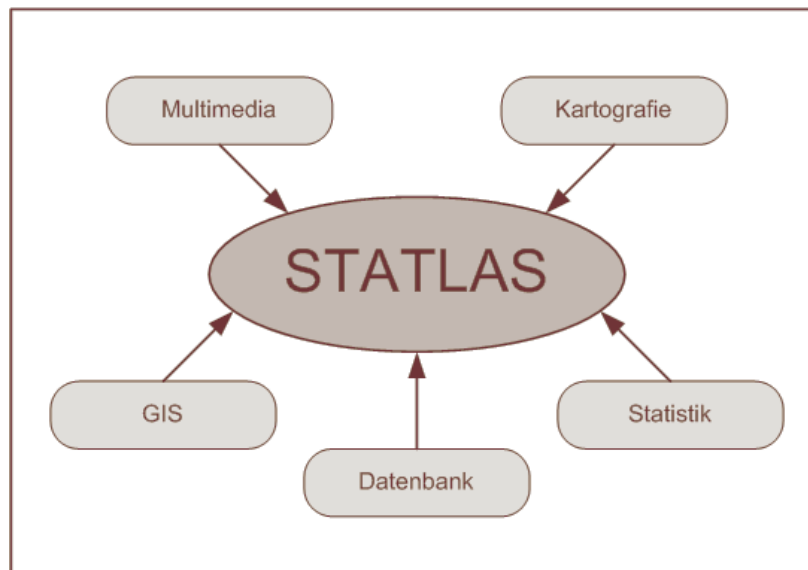 Multimedia
Kartografie
STATLAS
GIS
Statistik
Datenbank